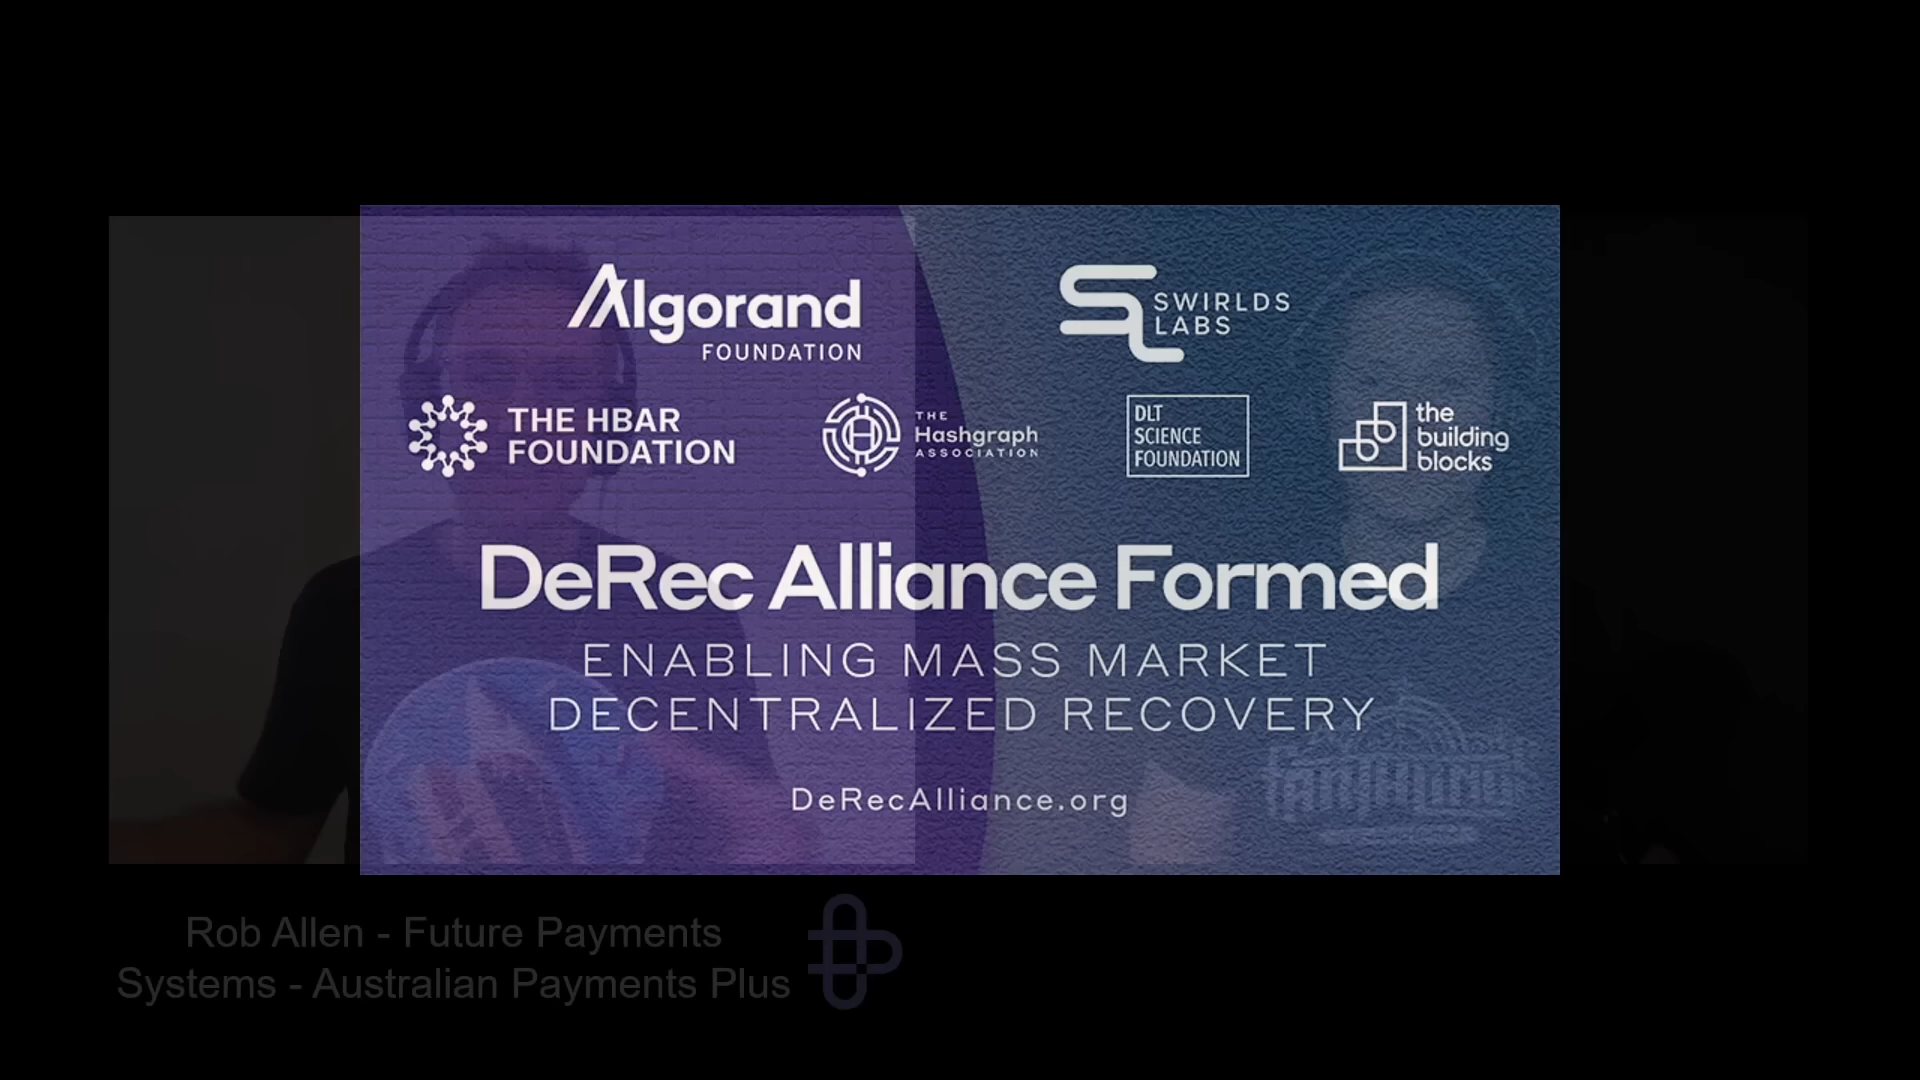 Algorand
FOUNDATION
SWIRLDS
LABS
THE HBAR
FOUNDATION
THE
Hashgraph
ASSOCIATION
DLT
SCIENCE
FOUNDATION
the
building
blocks
DeRec Alliance Formed
ENABLING MASS MARKET
DECENTRALIZED RECOVERY
DeRecAlliance.org
Rob Allen - Future Payments
Systems - Australian Payments Plus